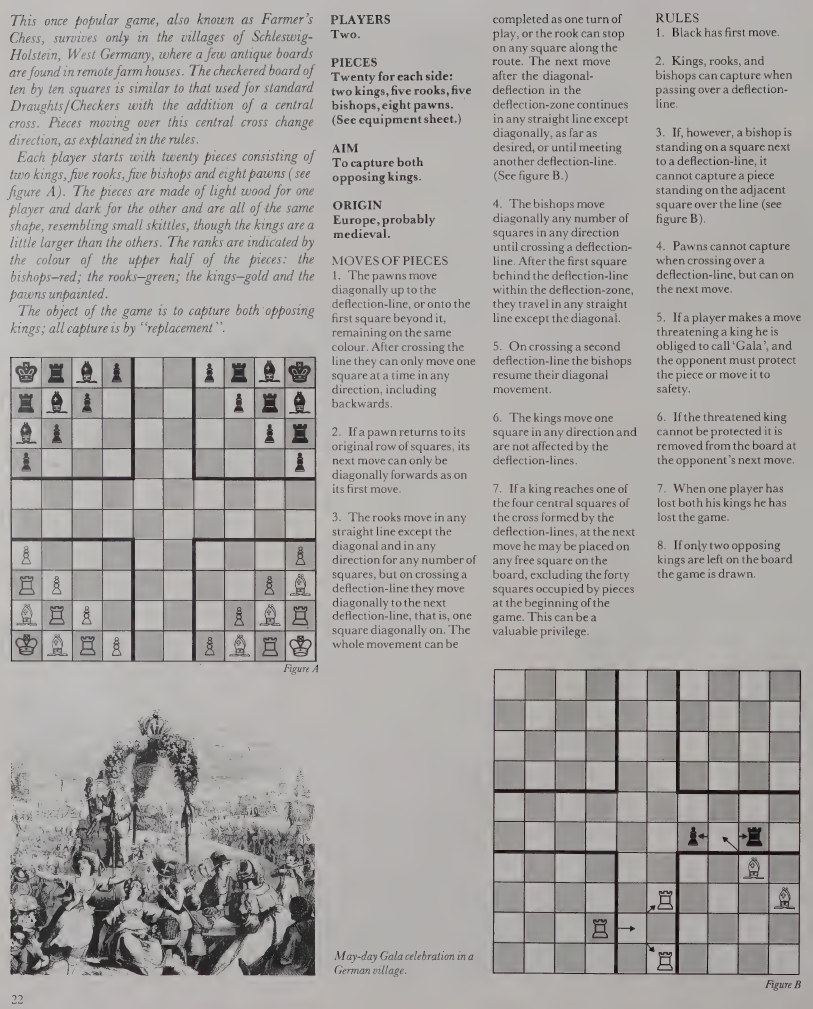 This once popular game, also known as Farmer's
Chess, survives only in the villages of Schleswig-
Holstein, West Germany, where a few antique boards
are found in remote farm houses. The checkered board of
ten by ten squares is similar to that used for standard
Draughts/Checkers with the addition of a central
cross. Pieces moving over this central cross change
direction, as explained in the rules.
Each player starts with twenty pieces consisting of
two kings, five rooks, five bishops and eight pawns (see
figure A). The pieces are made of light wood for one
player and dark for the other and are all of the same
shape, resembling small skittles, though the kings are a
little larger than the others. The ranks are indicated by
the colour of the upper half of the pieces: the
bishops–red; the rooks–green; the kings–gold and the
pawns unpainted.
The object of the game is to capture both opposing
kings; all capture is by "replacement".
Figure A
PLAYERS
Two.
PIECES
Twenty for each side:
two kings, five rooks, five
bishops, eight pawns.
(See equipment sheet.)
AIM
To capture both
opposing kings.
ORIGIN
Europe, probably
medieval.
MOVES OF PIECES
1. The pawns move
diagonally up to the
deflection-line, or onto the
first square beyond it,
remaining on the same
colour. After crossing the
line they can only move one
square at a time in any
direction, including
backwards.
2. If a pawn returns to its
original row of squares, its
next move can only be
diagonally forwards as on
its first move.
3. The rooks move in any
straight line except the
diagonal and in any
direction for any number of
squares, but on crossing a
deflection-line they move
diagonally to the next
deflection-line, that is, one
square diagonally on. The
whole movement can be
completed as one turn of
play, or the rook can stop
on any square along the
route. The next move
after the diagonal-
deflection in the
deflection-zone continues
in any straight line except
diagonally, as far as
desired, or until meeting
another deflection-line.
(See figure B.)
4. The bishops move
diagonally any number of
squares in any direction
until crossing a deflection-
line. After the first square
behind the deflection-line
within the deflection-zone,
they travel in any straight
line except the diagonal.
5. On crossing a second
deflection-line the bishops
resume their diagonal
movement.
6. The kings move one
square in any direction and
are not affected by the
deflection-lines.
7. If a king reaches one of
the four central squares of
the cross formed by the
deflection-lines, at the next
move he may be placed on
any free square on the
board, excluding the forty
squares occupied by pieces
at the beginning of the
game. This can be a
valuable privilege.
RULES
1. Black has first move.
2. Kings, rooks, and
bishops can capture when
passing over a deflection-
line.
3. If, however, a bishop is
standing on a square next
to a deflection-line, it
cannot capture a piece
standing on the adjacent
square over the line (see
figure B).
4. Pawns cannot capture
when crossing over a
deflection-line, but can on
the next move.
5. If a player makes a move
threatening a king he is
obliged to call 'Gala', and
the opponent must protect
the piece or move it to
safety.
6. If the threatened king
cannot be protected it is
removed from the board at
the opponent's next move.
7. When one player has
lost both his kings he has
lost the game.
8. If only two opposing
kings are left on the board
the game is drawn.
May-day Gala celebration in a
German village.
Figure B
22